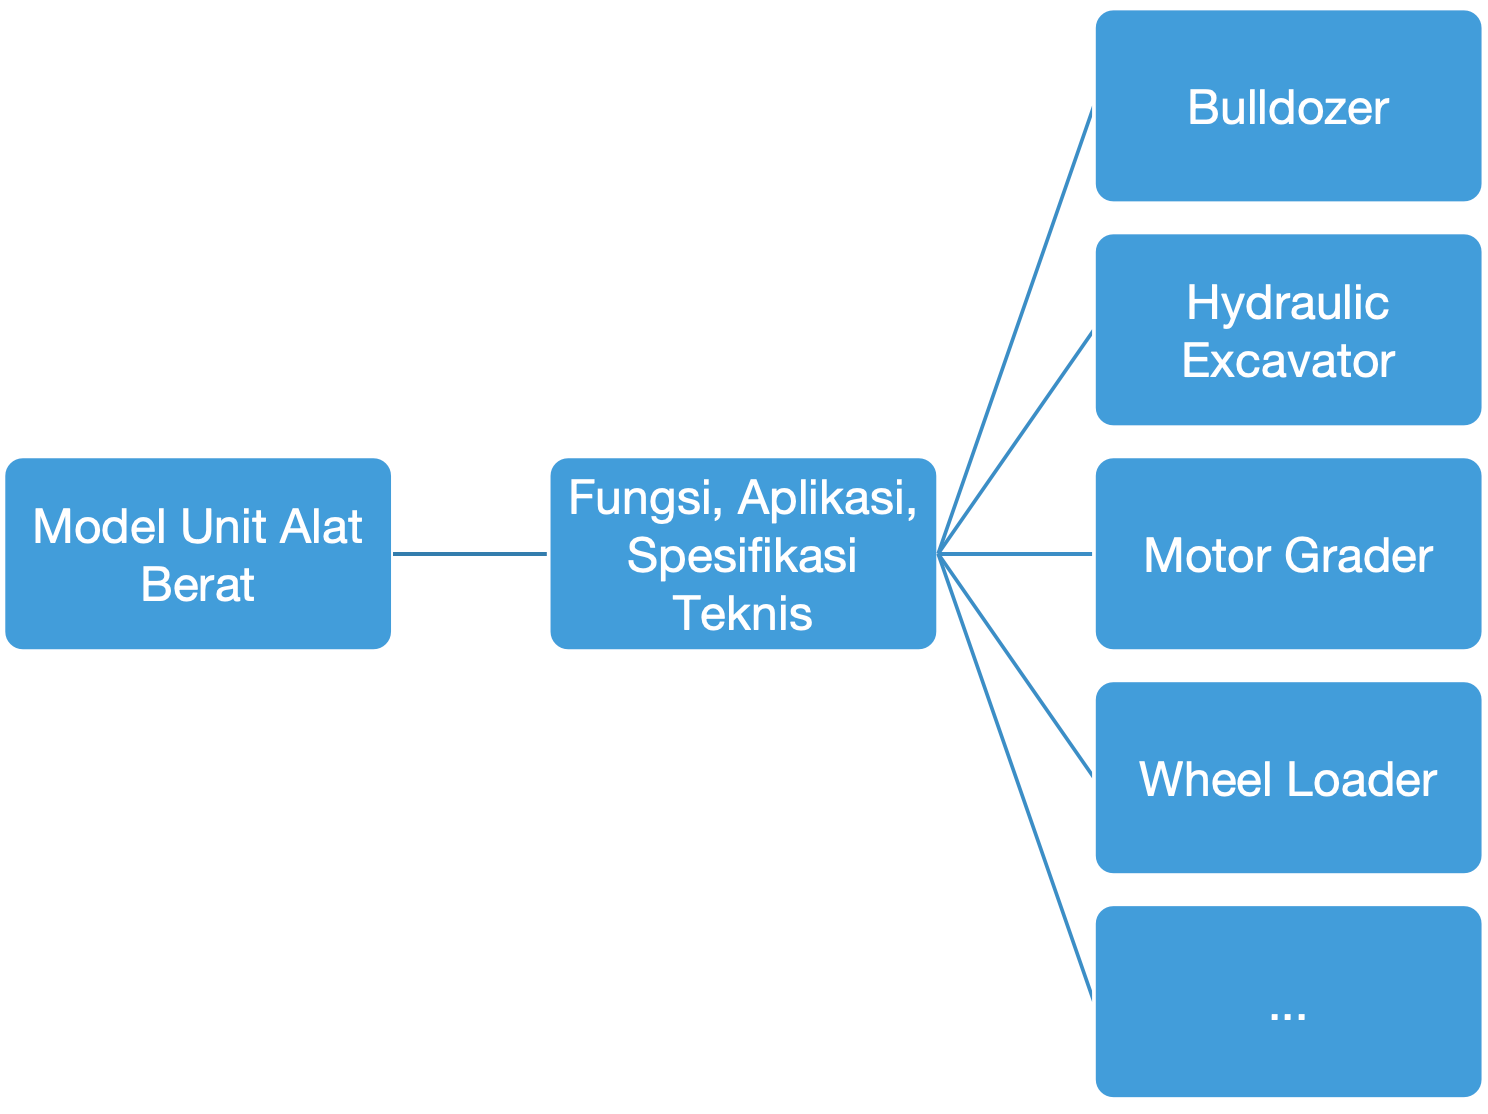 Model Unit Alat
Berat
Fungsi, Aplikasi,
Spesifikasi
Teknis
Bulldozer
Hydraulic
Excavator
Motor Grader
Wheel Loader
...